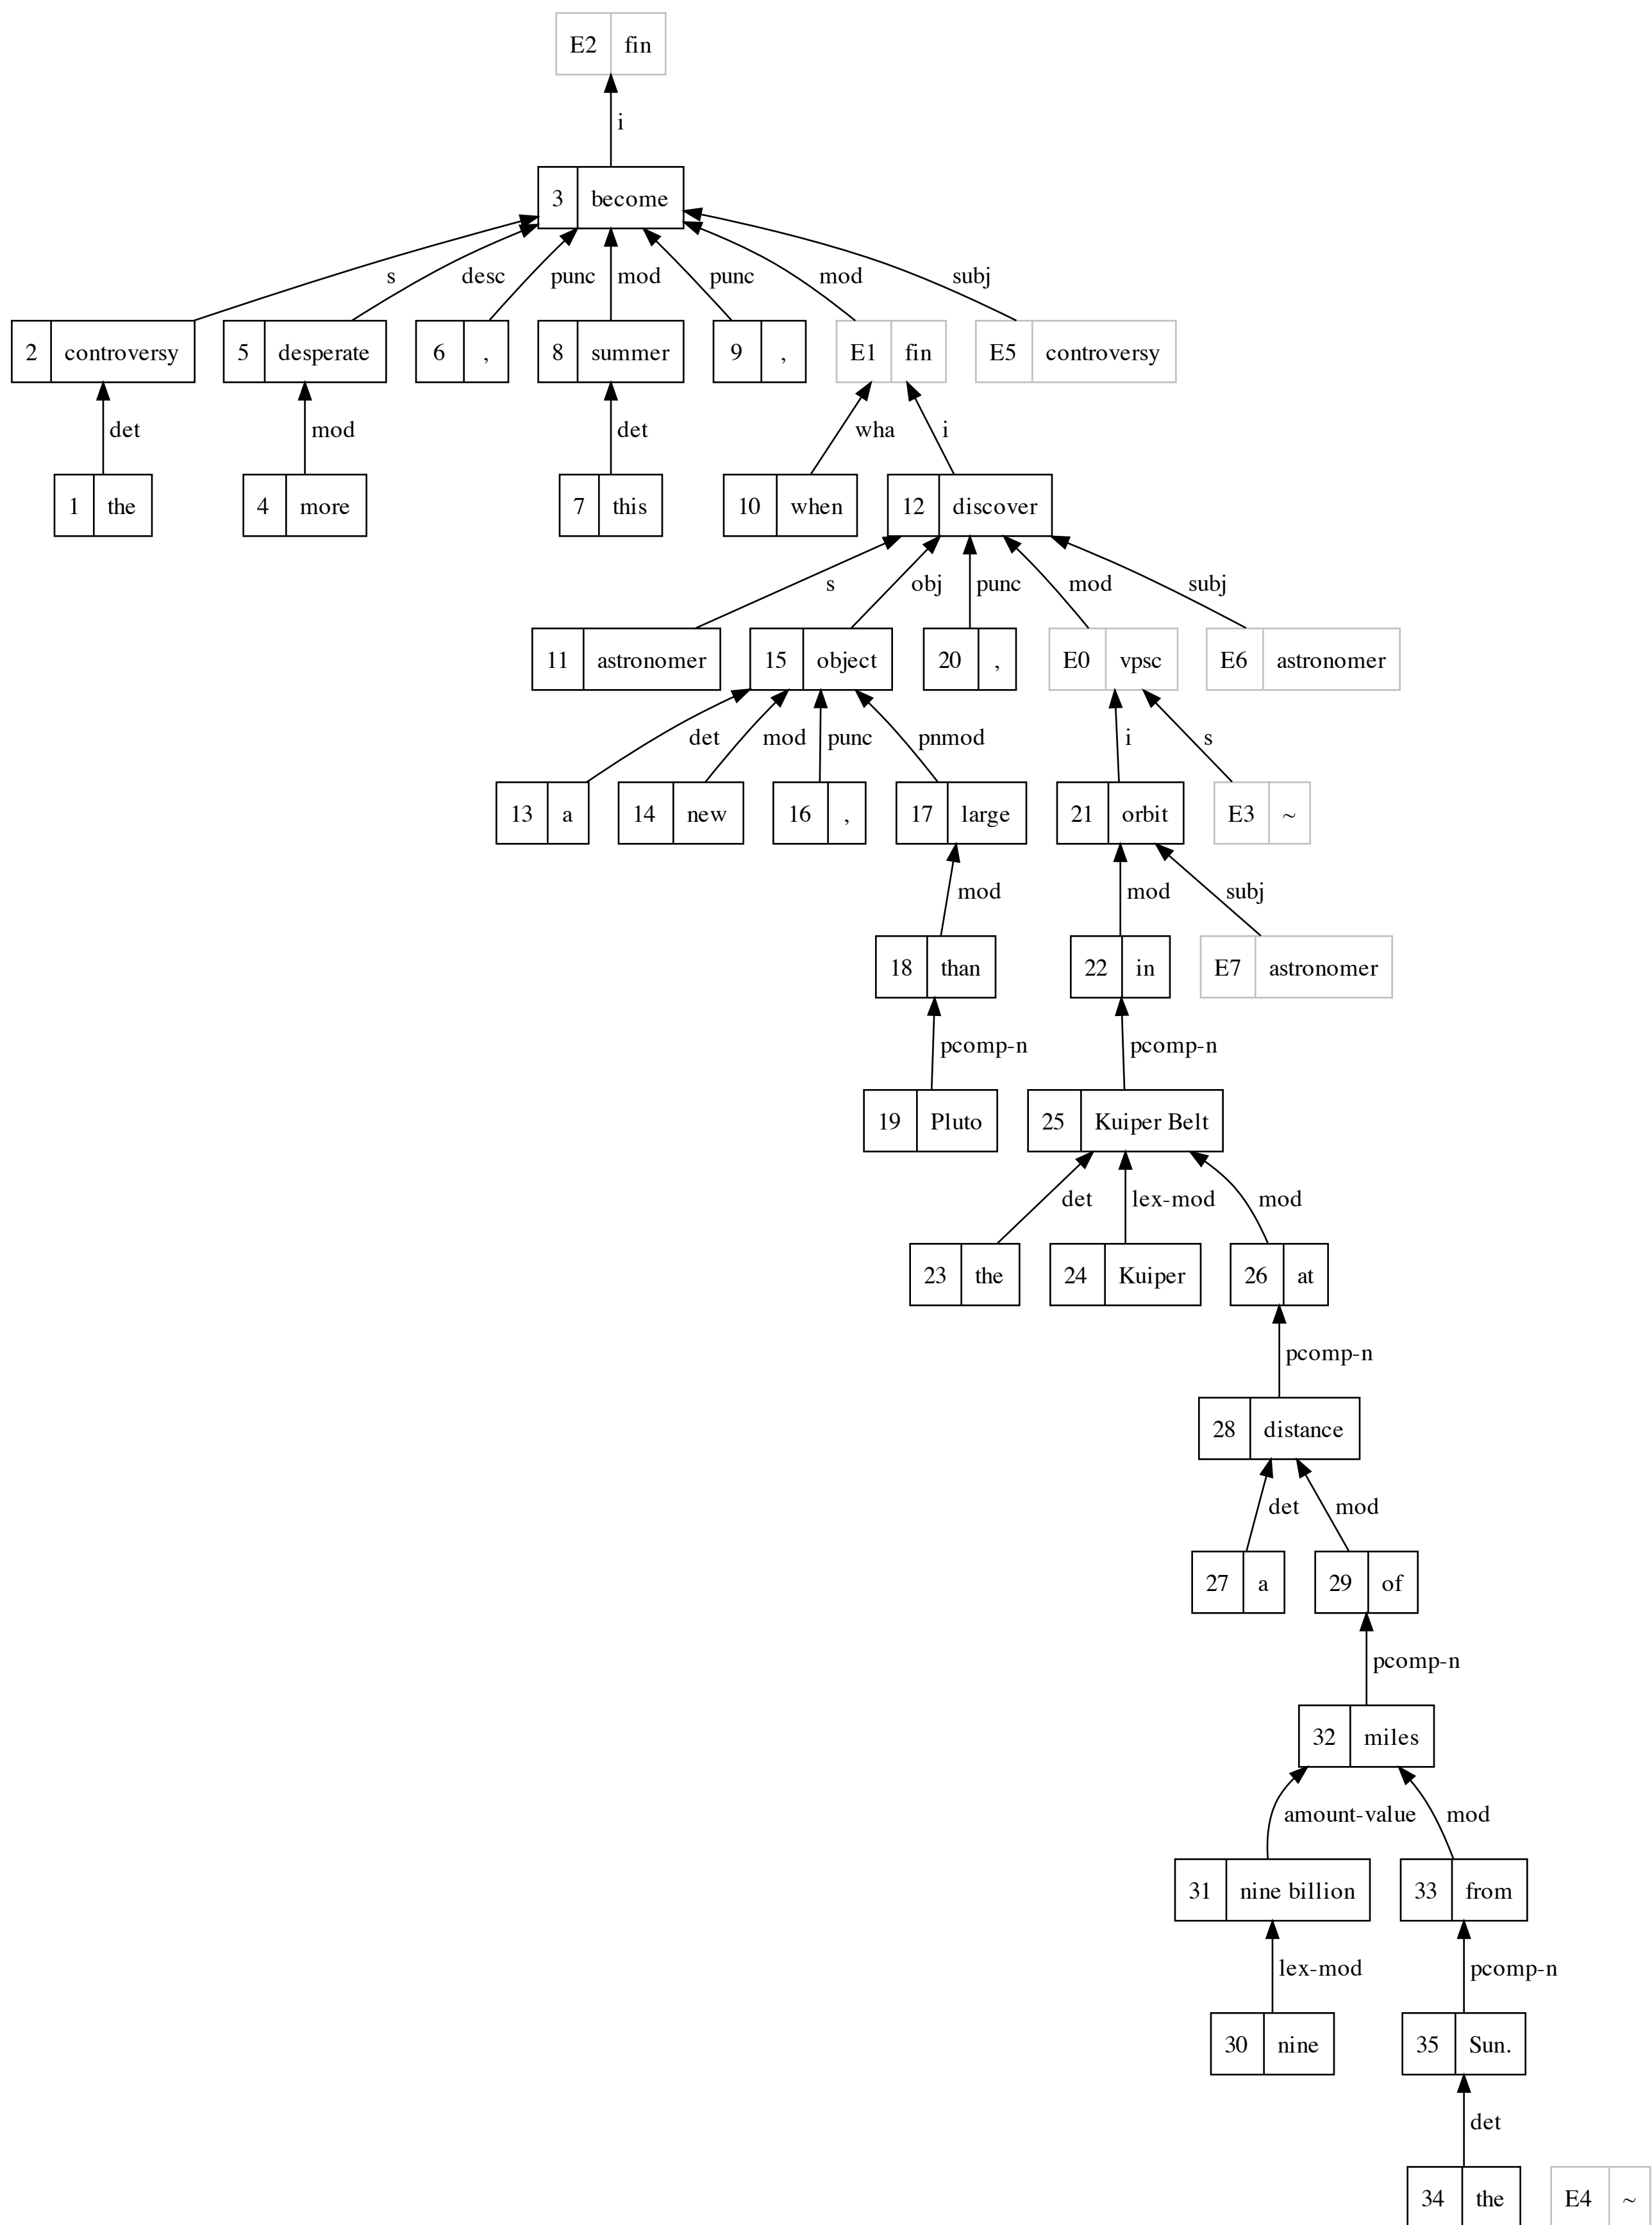 E2 fin
i
3 become
s desc punc mod punc mod subj
2 controversy 5 desperate 6 , 8 summer 9 , E1 fin E5 controversy
det mod det wha i
1 the 4 more 7 this 10 when 12 discover
s obj punc mod subj
11 astronomer 15 object 20 , E0 vpsc E6 astronomer
det mod punc pnmod i s
13 a 14 new 16 , 17 large 21 orbit E3 ~
mod mod subj
18 than 22 in E7 astronomer
pcomp-n pcomp-n
19 Pluto 25 Kuiper Belt
det lex-mod mod
23 the 24 Kuiper 26 at
pcomp-n
28 distance
det mod
27 a 29 of
pcomp-n
32 miles
amount-value mod
31 nine billion 33 from
lex-mod pcomp-n
30 nine 35 Sun.
det
34 the E4 ~